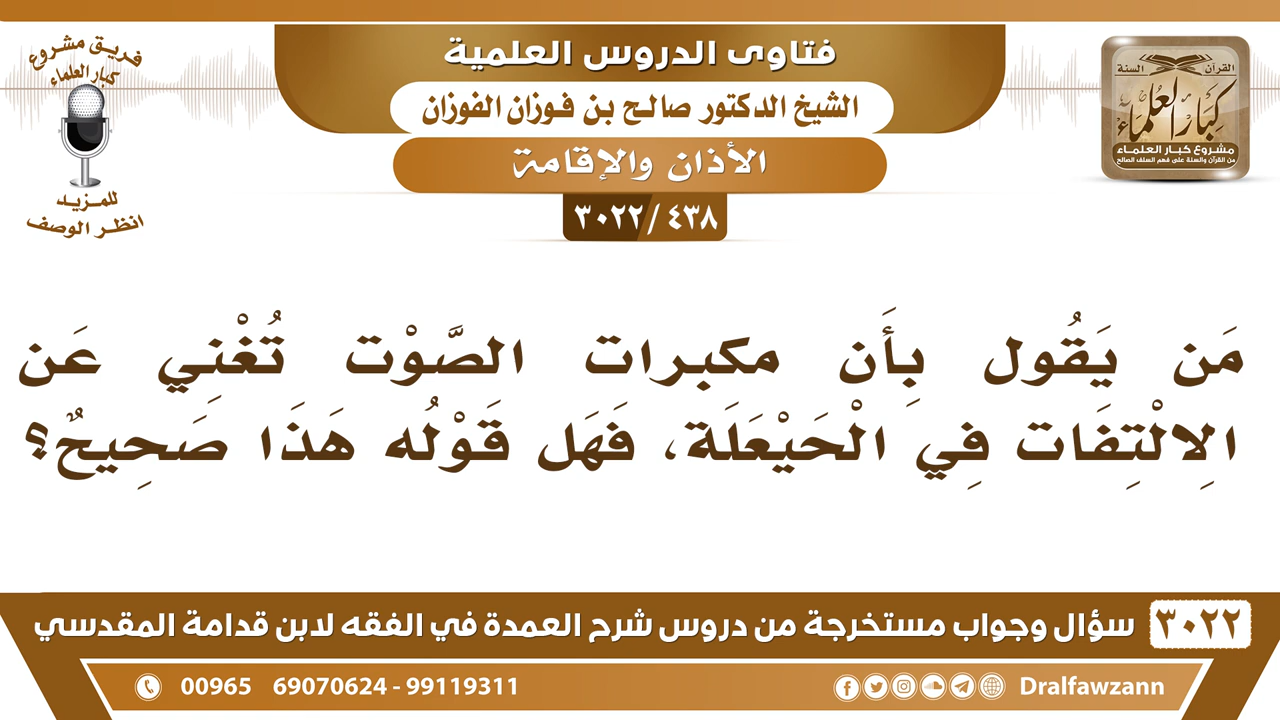 فتاوى الدروس العلمية
الشيخ الدكتور صالح بن فوزان الفوزان
الأذان والإقامة
٤٣٨ / ٣٠٢٢
القرآن السنة
كبار العلماء
مشروع كبار العلماء
من القرآن والسنة على فهم السلف الصالح
فريق مشروع
كبار العلماء
للمزيد
انظر الوصف
مَن يَقُول بِأَن مكبرات الصَّوْت تُغْنِي عَن
الِالْتِفَات فِي الْحَيْعَلَة، فَهَل قَوْلُه هَذَا صَحِيحٌ؟
٣٠٢٢ سؤال وجواب مستخرجة من دروس شرح العمدة في الفقه لابن قدامة المقدسي
00965 69070624 - 99119311
Dralfawzann